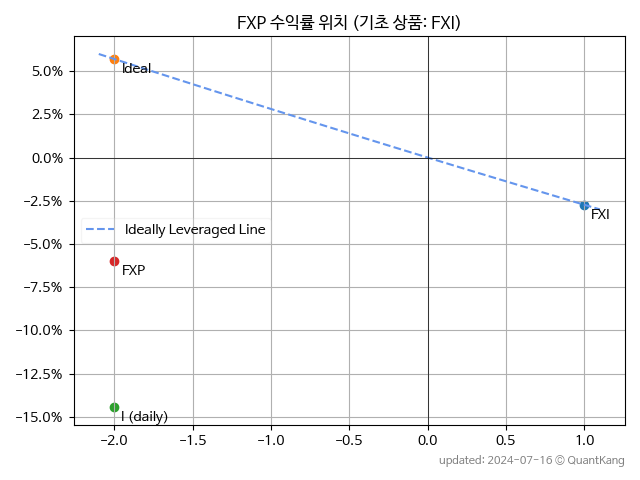 FXP 수익률 위치 (기초 상품: FXI)
5.0%
2.5%
0.0%
−2.5%
−5.0%
−7.5%
−10.0%
−12.5%
−15.0%
Ideal
FXI
Ideally Leveraged Line
FXP
I (daily)
−2.0 −1.5 −1.0 −0.5 0.0 0.5 1.0
updated: 2024-07-16 © QuantKang